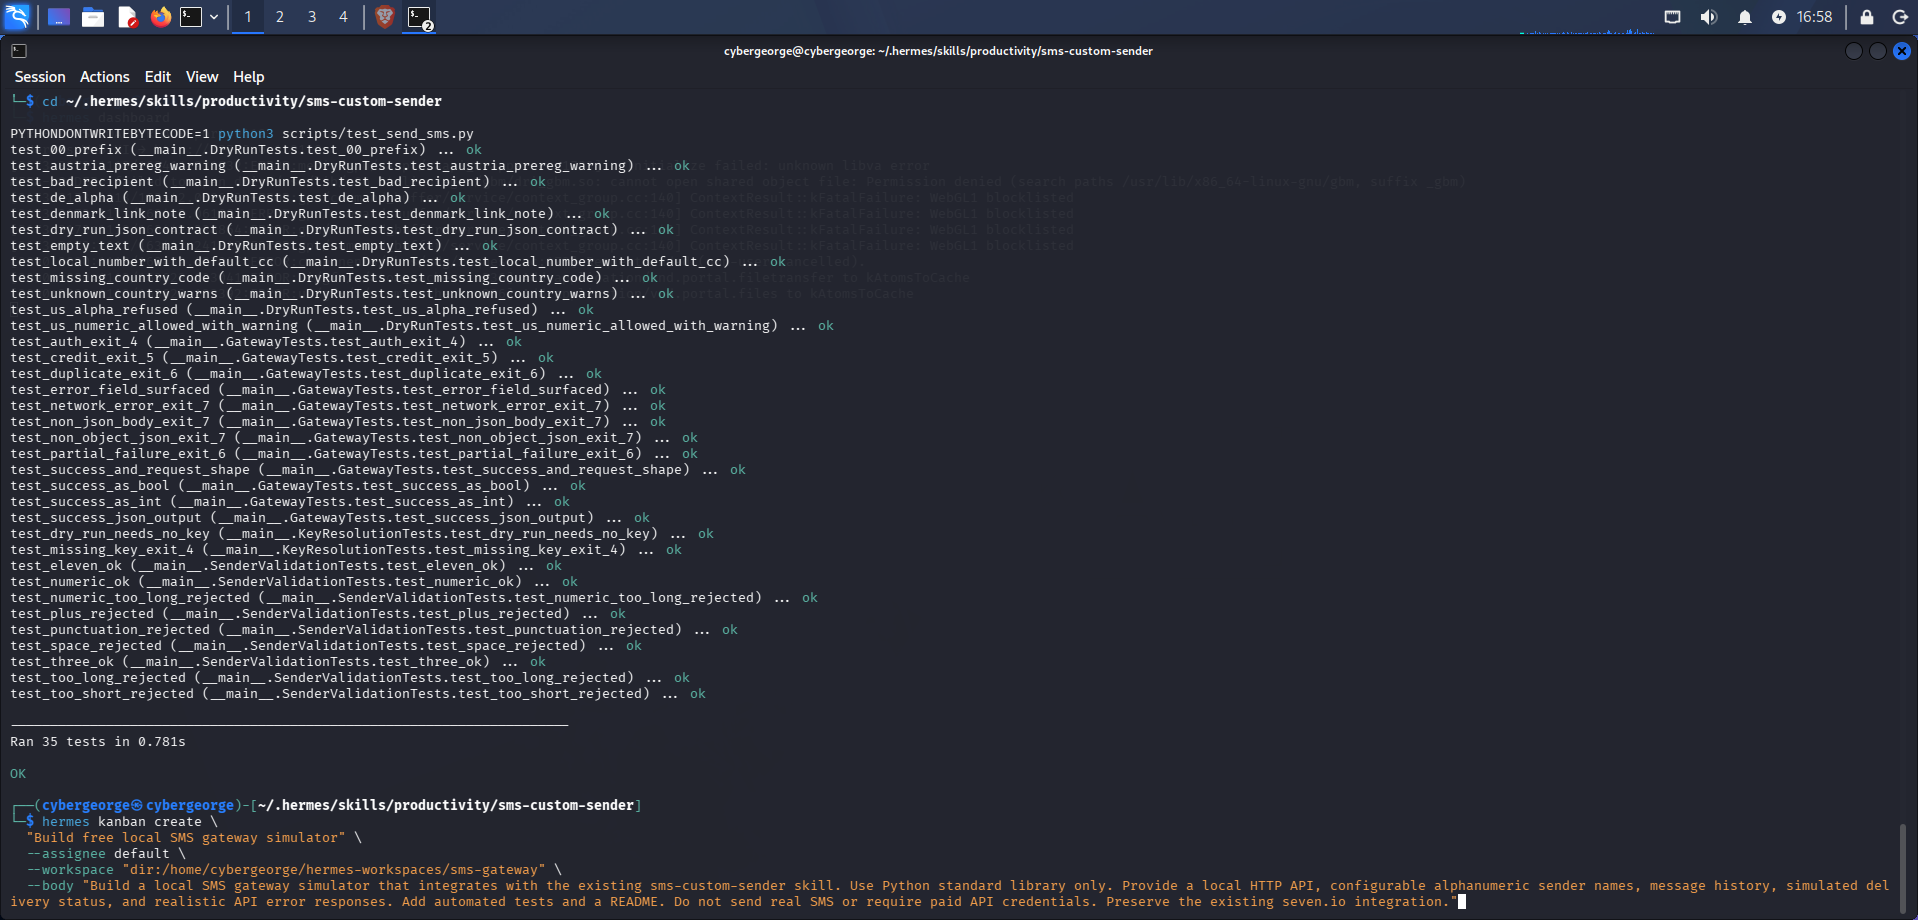 1 2 3 4 2 16:58
cybergeorge@cybergeorge: ~/.hermes/skills/productivity/sms-custom-sender
Session Actions Edit View Help
└─$ cd ~/.hermes/skills/productivity/sms-custom-sender
dashboard
PYTHONDONTWRITEBYTECODE=1 python3 scripts/test_send_sms.py
test_00_prefix (__main__.DryRunTests.test_00_prefix) ... ok
test_austria_prereg_warning (__main__.DryRunTests.test_austria_prereg_warning) ... ok
test_bad_recipient (__main__.DryRunTests.test_bad_recipient) ... ok
test_de_alpha (__main__.DryRunTests.test_de_alpha) ... ok
test_denmark_link_note (__main__.DryRunTests.test_denmark_link_note) ... ok
test_dry_run_json_contract (__main__.DryRunTests.test_dry_run_json_contract) ... ok
test_empty_text (__main__.DryRunTests.test_empty_text) ... ok
test_local_number_with_default_cc (__main__.DryRunTests.test_local_number_with_default_cc) ... ok
test_missing_country_code (__main__.DryRunTests.test_missing_country_code) ... ok
test_unknown_country_warns (__main__.DryRunTests.test_unknown_country_warns) ... ok
test_us_alpha_refused (__main__.DryRunTests.test_us_alpha_refused) ... ok
test_us_numeric_allowed_with_warning (__main__.DryRunTests.test_us_numeric_allowed_with_warning) ... ok
test_auth_exit_4 (__main__.GatewayTests.test_auth_exit_4) ... ok
test_credit_exit_5 (__main__.GatewayTests.test_credit_exit_5) ... ok
test_duplicate_exit_6 (__main__.GatewayTests.test_duplicate_exit_6) ... ok
test_error_field_surfaced (__main__.GatewayTests.test_error_field_surfaced) ... ok
test_network_error_exit_7 (__main__.GatewayTests.test_network_error_exit_7) ... ok
test_non_json_body_exit_7 (__main__.GatewayTests.test_non_json_body_exit_7) ... ok
test_non_object_json_exit_7 (__main__.GatewayTests.test_non_object_json_exit_7) ... ok
test_partial_failure_exit_6 (__main__.GatewayTests.test_partial_failure_exit_6) ... ok
test_success_and_request_shape (__main__.GatewayTests.test_success_and_request_shape) ... ok
test_success_as_bool (__main__.GatewayTests.test_success_as_bool) ... ok
test_success_as_int (__main__.GatewayTests.test_success_as_int) ... ok
test_success_json_output (__main__.GatewayTests.test_success_json_output) ... ok
test_dry_run_needs_no_key (__main__.KeyResolutionTests.test_dry_run_needs_no_key) ... ok
test_missing_key_exit_4 (__main__.KeyResolutionTests.test_missing_key_exit_4) ... ok
test_eleven_ok (__main__.SenderValidationTests.test_eleven_ok) ... ok
test_numeric_ok (__main__.SenderValidationTests.test_numeric_ok) ... ok
test_numeric_too_long_rejected (__main__.SenderValidationTests.test_numeric_too_long_rejected) ... ok
test_plus_rejected (__main__.SenderValidationTests.test_plus_rejected) ... ok
test_punctuation_rejected (__main__.SenderValidationTests.test_punctuation_rejected) ... ok
test_space_rejected (__main__.SenderValidationTests.test_space_rejected) ... ok
test_three_ok (__main__.SenderValidationTests.test_three_ok) ... ok
test_too_long_rejected (__main__.SenderValidationTests.test_too_long_rejected) ... ok
test_too_short_rejected (__main__.SenderValidationTests.test_too_short_rejected) ... ok
----------------------------------------------------------------------
Ran 35 tests in 0.781s
OK
┌──(cybergeorge㉿cybergeorge)-[~/.hermes/skills/productivity/sms-custom-sender]
└─$ hermes kanban create \
"Build free local SMS gateway simulator" \
--assignee default \
--workspace "dir:/home/cybergeorge/hermes-workspaces/sms-gateway" \
--body "Build a local SMS gateway simulator that integrates with the existing sms-custom-sender skill. Use Python standard library only. Provide a local HTTP API, configurable alphanumeric sender names, message history, simulated del
ivery status, and realistic API error responses. Add automated tests and a README. Do not send real SMS or require paid API credentials. Preserve the existing seven.io integration."